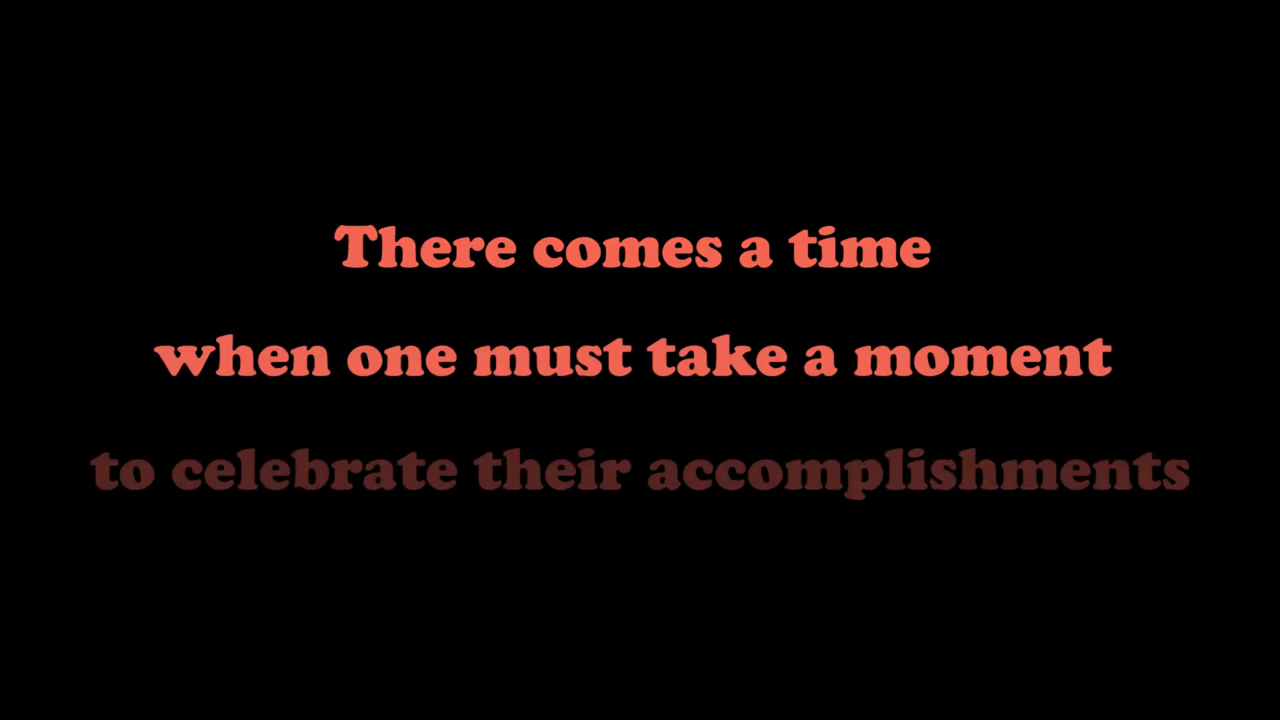 There comes a time
when one must take a moment
to celebrate their accomplishments